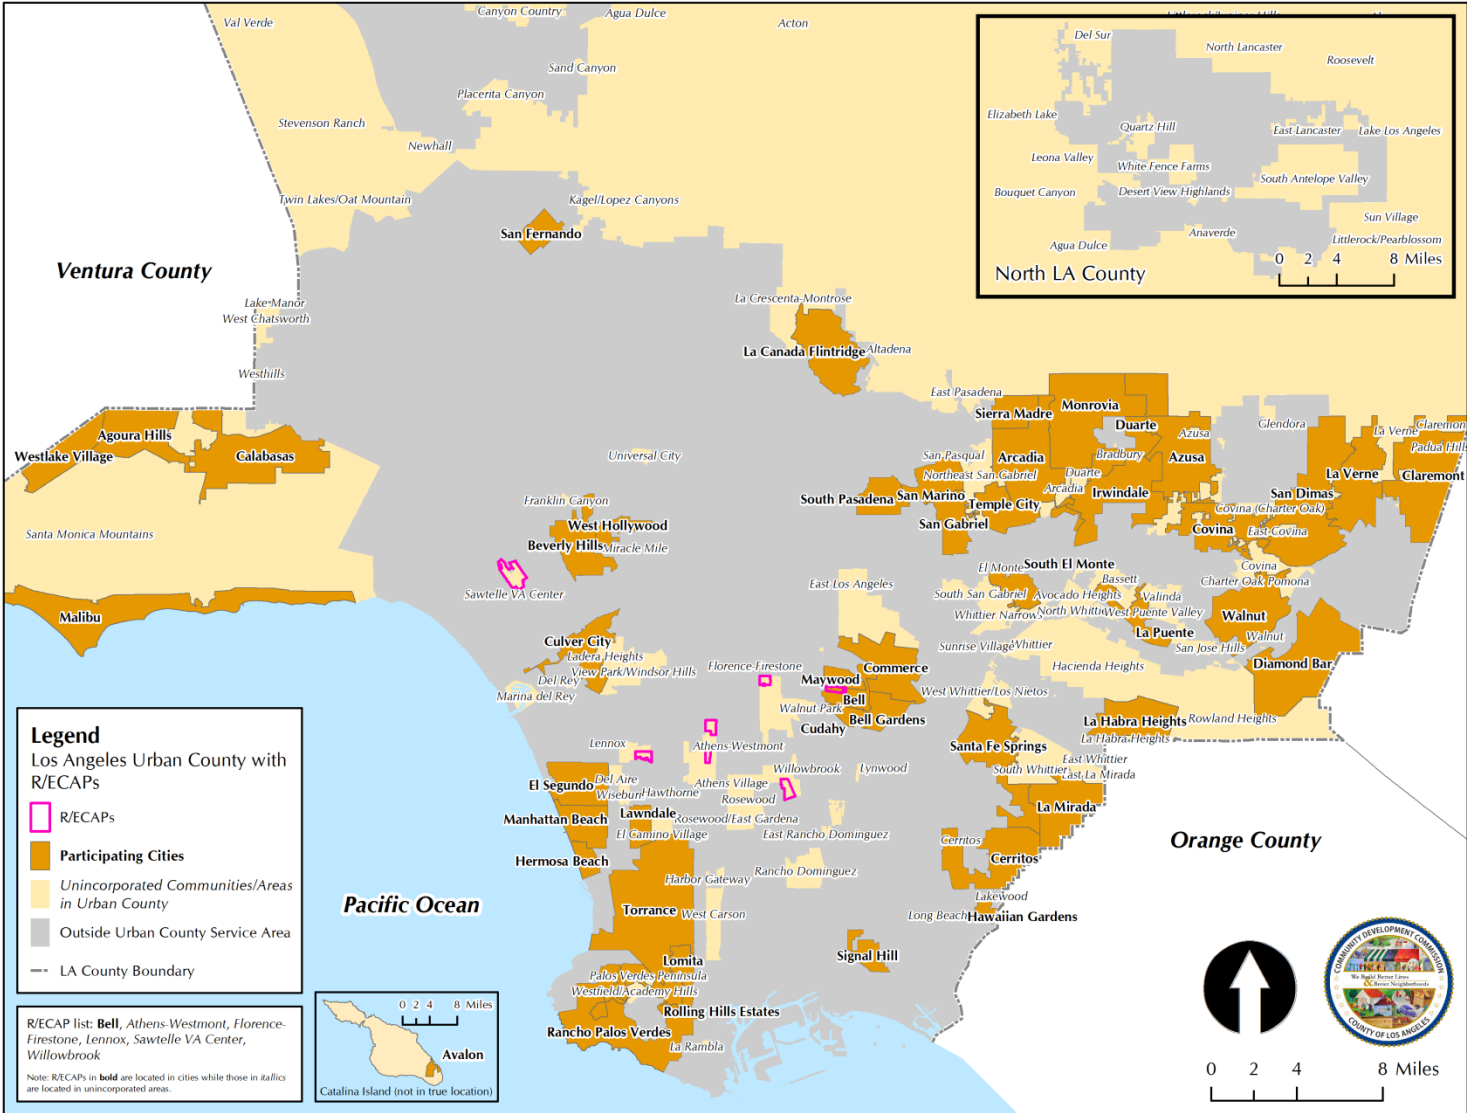 Val Verde
Canyon Country
Agua Dulce
Acton
Sand Canyon
Placerita Canyon
Stevenson Ranch
Newhall
Twin Lakes/Oat Mountain
Kagel/Lopez Canyons
San Fernando
Ventura County
Del Sur
North Lancaster
Roosevelt
Elizabeth Lake
Quartz Hill
East Lancaster
Lake Los Angeles
Leona Valley
White Fence Farms
South Antelope Valley
Bouquet Canyon
Desert View Highlands
Sun Village
Anaverde
Littlerock/Pearblossom
Agua Dulce
North LA County
0 2 4 8 Miles
Lake Manor
West Chatsworth
Westhills
La Crescenta-Montrose
La Canada Flintridge
Altadena
East Pasadena
Sierra Madre
Monrovia
Duarte
Azusa
Glendora
La Verne
Claremont
Padua Hills
Agoura Hills
Westlake Village
Calabasas
Universal City
San Pasqual
Arcadia
Bradbury
Azusa
Northeast San Gabriel
Duarte
Arcadia
La Verne
Claremont
Franklin Canyon
South Pasadena
San Marino
Temple City
Irwindale
San Dimas
Covina (Charter Oak)
Santa Monica Mountains
West Hollywood
San Gabriel
Covina
East Covina
Beverly Hills
Miracle Mile
Sawtelle VA Center
East Los Angeles
El Monte
South El Monte
Covina
Bassett
Charter Oak
Pomona
South San Gabriel
Avocado Heights
Valinda
Whittier Narrows
North Whittier
West Puente Valley
Walnut
Malibu
La Puente
Walnut
Culver City
Ladera Heights
Sunrise Village
Whittier
San Jose Hills
View Park/Windsor Hills
Florence-Firestone
Commerce
Hacienda Heights
Diamond Bar
Del Rey
Maywood
Marina del Rey
Bell
West Whittier/Los Nietos
Walnut Park
Bell Gardens
Cudahy
La Habra Heights
Rowland Heights
La Habra Heights
Lennox
Athens-Westmont
Santa Fe Springs
East Whittier
Willowbrook
Lynwood
South Whittier
East La Mirada
El Segundo
Del Aire
Wiseburn
Hawthorne
Athens Village
Rosewood
La Mirada
Manhattan Beach
Lawndale
Rosewood/East Gardena
El Camino Village
East Rancho Dominguez
Cerritos
Orange County
Hermosa Beach
Cerritos
Rancho Dominguez
Harbor Gateway
Lakewood
Pacific Ocean
Torrance
West Carson
Long Beach
Hawaiian Gardens
Signal Hill
Lomita
Palos Verdes Peninsula
Westfield/Academy Hills
Rolling Hills Estates
Rancho Palos Verdes
La Rambla
Legend
Los Angeles Urban County with
R/ECAPs
R/ECAPs
Participating Cities
Unincorporated Communities/Areas
in Urban County
Outside Urban County Service Area
LA County Boundary
R/ECAP list: Bell, Athens-Westmont, Florence-
Firestone, Lennox, Sawtelle VA Center,
Willowbrook
Note: R/ECAPs in bold are located in cities while those in itallics
are located in unincorporated areas.
0 2 4 8 Miles
Avalon
Catalina Island (not in true location)
COMMUNITY DEVELOPMENT COMMISSION
We Build Better Lives
& Better Neighborhoods
COUNTY OF LOS ANGELES
0 2 4 8 Miles